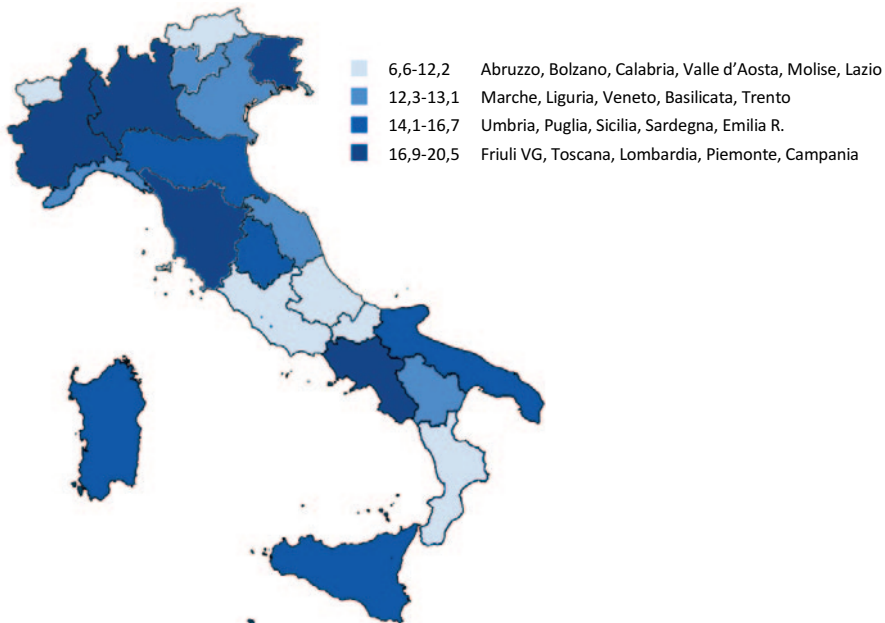 6,6-12,2 Abruzzo, Bolzano, Calabria, Valle d'Aosta, Molise, Lazio
12,3-13,1 Marche, Liguria, Veneto, Basilicata, Trento
14,1-16,7 Umbria, Puglia, Sicilia, Sardegna, Emilia R.
16,9-20,5 Friuli VG, Toscana, Lombardia, Piemonte, Campania